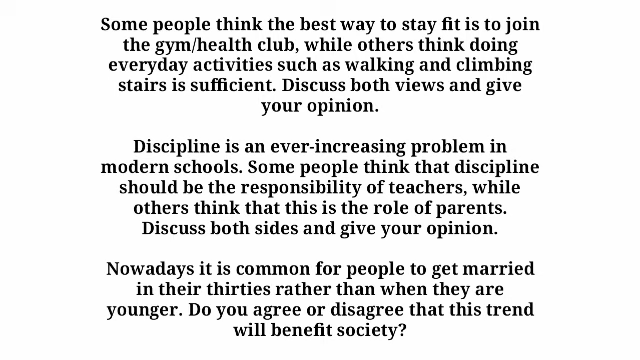 Some people think the best way to stay fit is to join
the gym/health club, while others think doing
everyday activities such as walking and climbing
stairs is sufficient. Discuss both views and give
your opinion.
Discipline is an ever-increasing problem in
modern schools. Some people think that discipline
should be the responsibility of teachers, while
others think that this is the role of parents.
Discuss both sides and give your opinion.
Nowadays it is common for people to get married
in their thirties rather than when they are
younger. Do you agree or disagree that this trend
will benefit society?